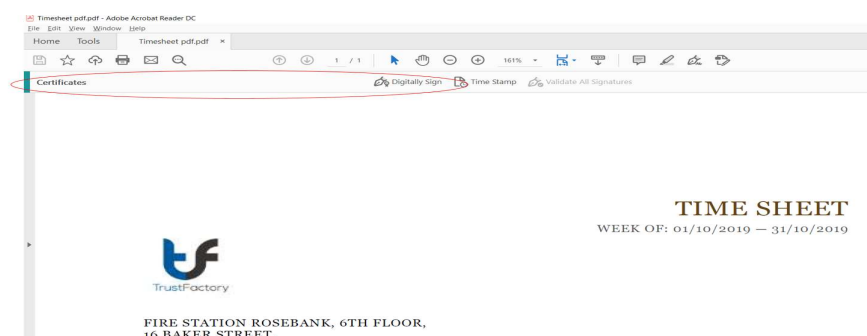 Timesheet pdf.pdf - Adobe Acrobat Reader DC
File Edit View Window Help
Home Tools Timesheet pdf.pdf ×
1 / 1 161%
Certificates Digitally Sign Time Stamp Validate All Signatures
TIME SHEET
WEEK OF: 01/10/2019 — 31/10/2019
tf
TrustFactory
FIRE STATION ROSEBANK, 6TH FLOOR,
16 BAKER STREET